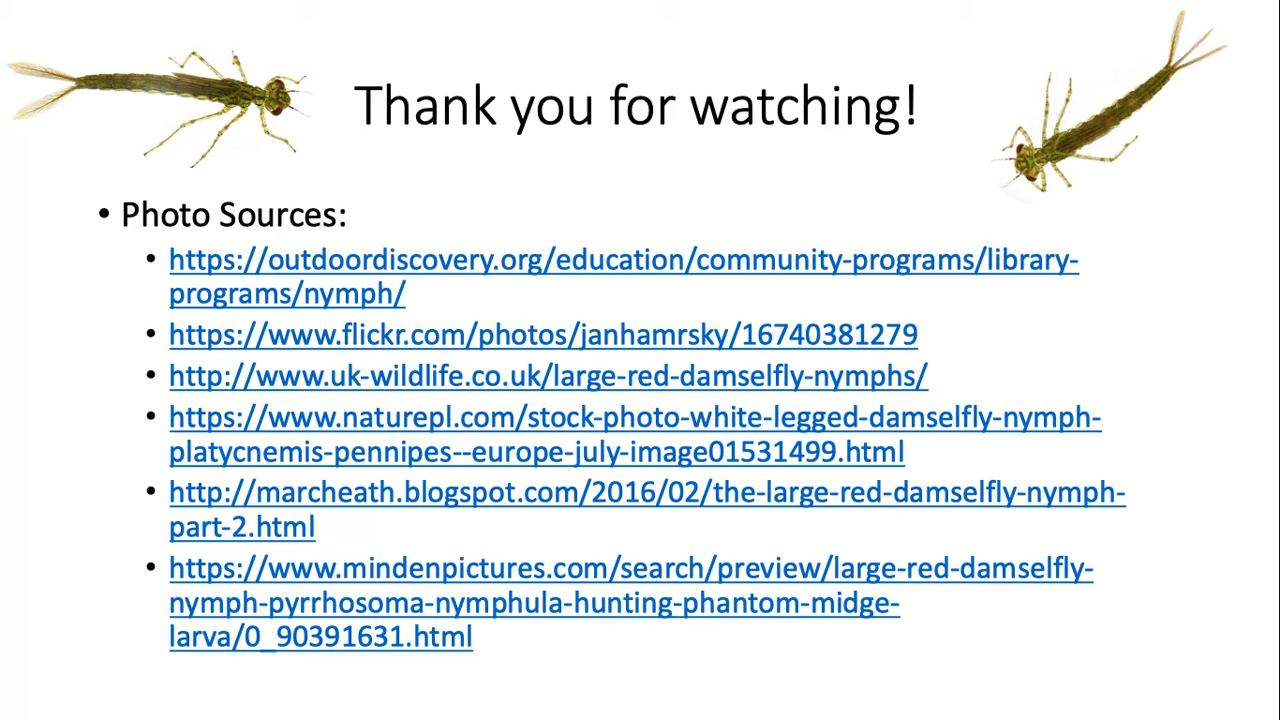 Thank you for watching!
• Photo Sources:
• https://outdoordiscovery.org/education/community-programs/library-
programs/nymph/
• https://www.flickr.com/photos/janhamrsky/16740381279
• http://www.uk-wildlife.co.uk/large-red-damselfly-nymphs/
• https://www.naturepl.com/stock-photo-white-legged-damselfly-nymph-
platycnemis-pennipes--europe-july-image01531499.html
• http://marcheath.blogspot.com/2016/02/the-large-red-damselfly-nymph-
part-2.html
• https://www.mindenpictures.com/search/preview/large-red-damselfly-
nymph-pyrrhosoma-nymphula-hunting-phantom-midge-
larva/0_90391631.html